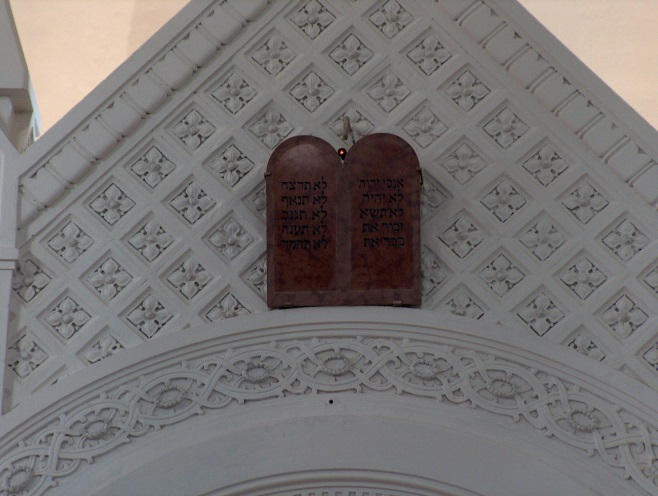 אנכי יהוה
לא יהיה
לא תשא
זכור את
כבד את
לא תרצח
לא תנאף
לא תגנב
לא תענה
לא תחמד